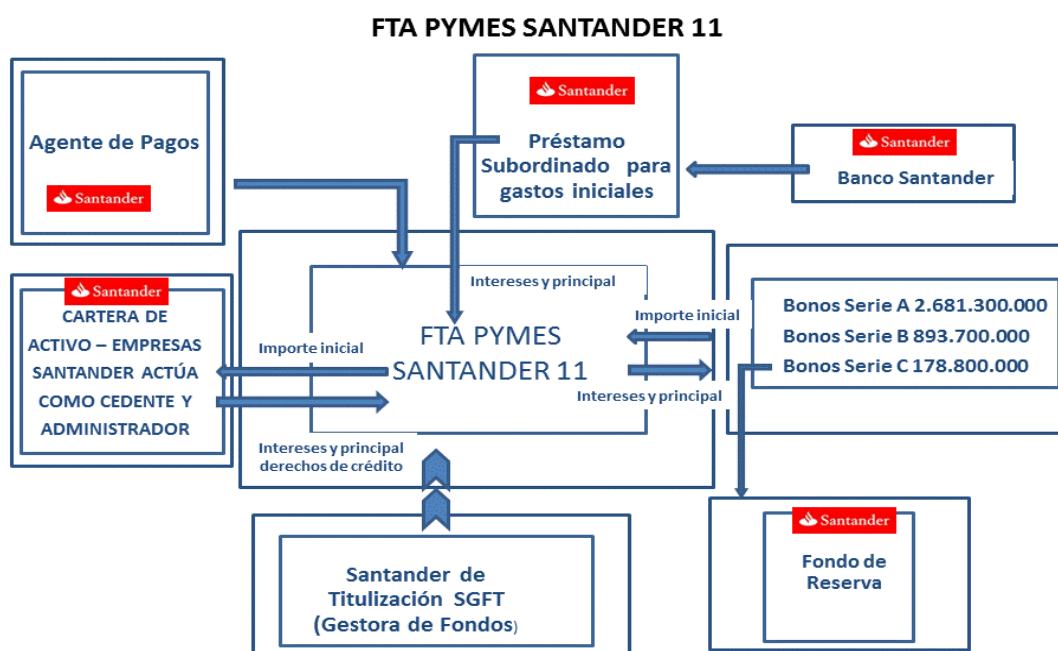 FTA PYMES SANTANDER 11
Agente de Pagos
Santander
Santander
Préstamo
Subordinado para
gastos iniciales
Santander
Banco Santander
Santander
CARTERA DE
ACTIVO – EMPRESAS
SANTANDER ACTÚA
COMO CEDENTE Y
ADMINISTRADOR
Importe inicial
Intereses y principal
FTA PYMES
SANTANDER 11
Intereses y principal
derechos de crédito
Importe inicial
Intereses y principal
Bonos Serie A 2.681.300.000
Bonos Serie B 893.700.000
Bonos Serie C 178.800.000
Santander de
Titulización SGFT
(Gestora de Fondos)
Santander
Fondo de
Reserva